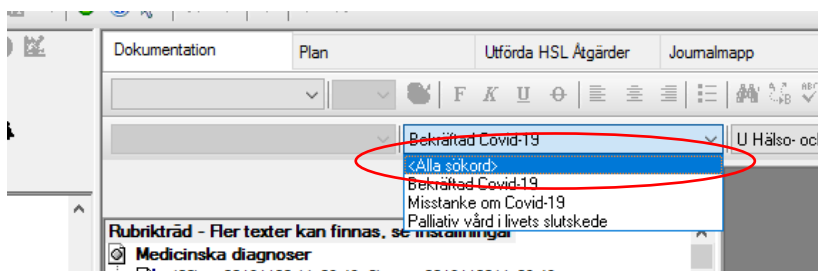 Dokumentation Plan Utförda HSL Åtgärder Journalmapp
F K U
Bekräftad Covid-19 U Hälso- och
<Alla sökord>
Bekräftad Covid-19
Misstanke om Covid-19
Palliativ vård i livets slutskede
Rubrikträd - Fler texter kan finnas, se inställningar
Medicinska diagnoser